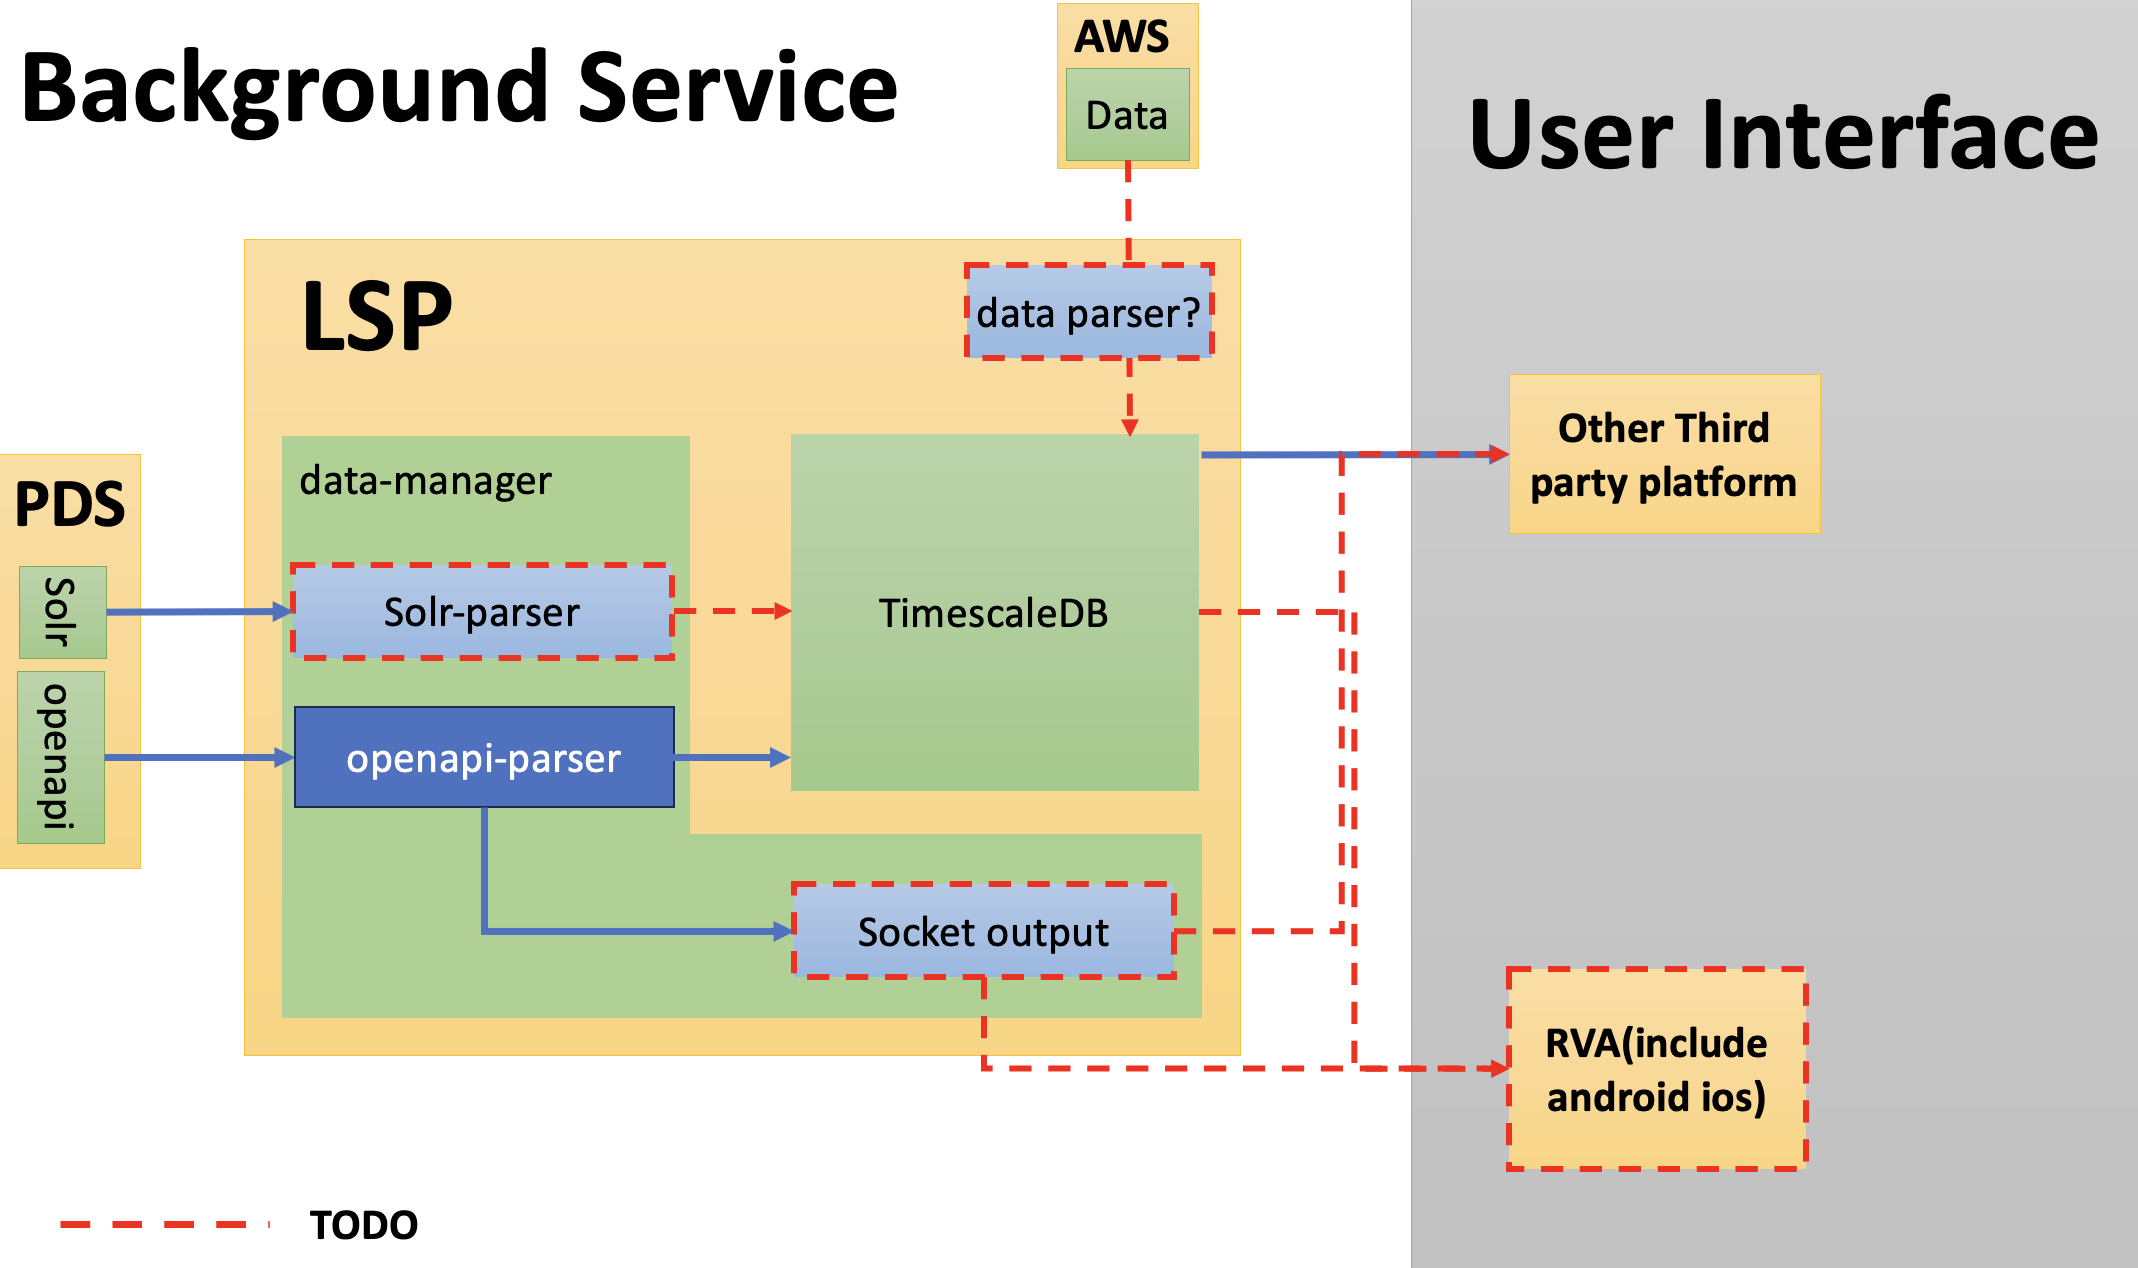 Background Service
AWS
Data
User Interface
LSP
data parser?
data-manager
PDS
Solr
openapi
Solr-parser
openapi-parser
TimescaleDB
Socket output
Other Third
party platform
RVA(include
android ios)
TODO